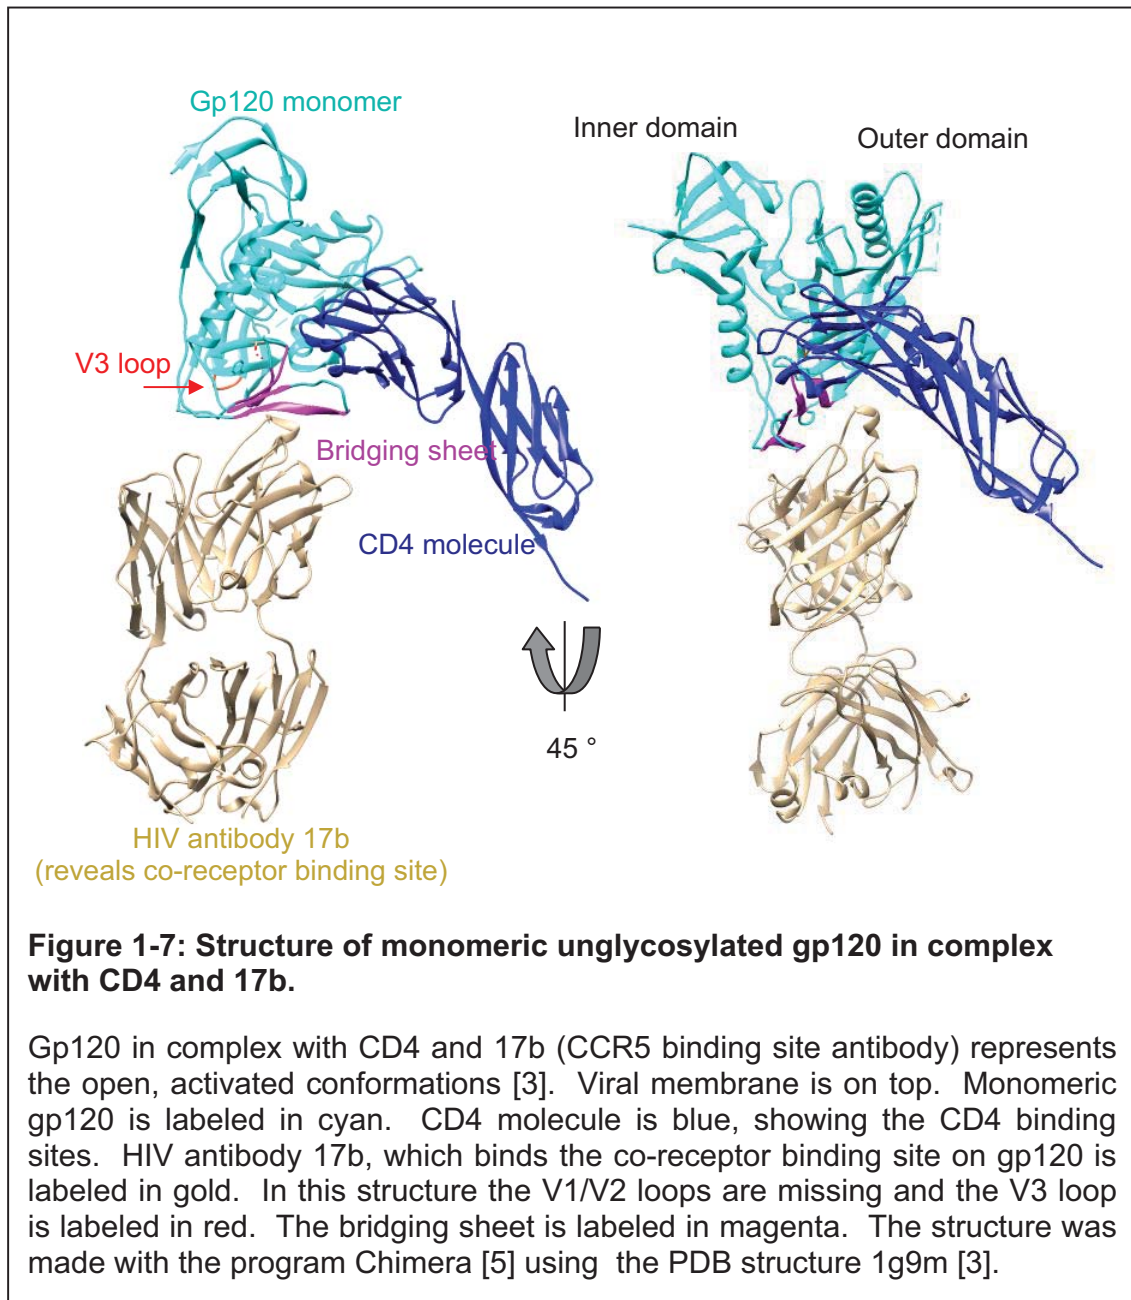 Gp120 monomer
Inner domain
Outer domain
V3 loop
Bridging sheet
CD4 molecule
45 °
HIV antibody 17b
(reveals co-receptor binding site)
Figure 1-7: Structure of monomeric unglycosylated gp120 in complex
with CD4 and 17b.
Gp120 in complex with CD4 and 17b (CCR5 binding site antibody) represents
the open, activated conformations [3].  Viral membrane is on top.  Monomeric
gp120 is labeled in cyan.  CD4 molecule is blue, showing the CD4 binding
sites.  HIV antibody 17b, which binds the co-receptor binding site on gp120 is
labeled in gold.  In this structure the V1/V2 loops are missing and the V3 loop
is labeled in red.  The bridging sheet is labeled in magenta.  The structure was
made with the program Chimera [5] using  the PDB structure 1g9m [3].